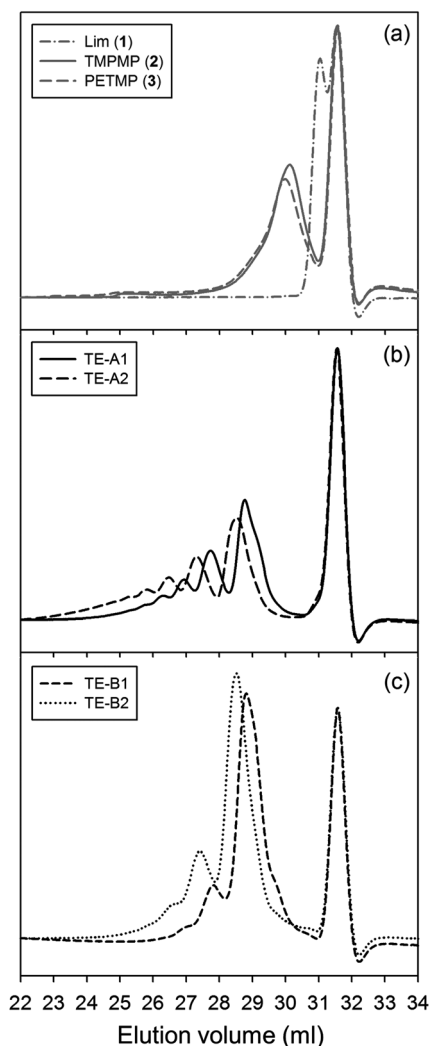 (a)
Lim (1)
TMPMP (2)
PETMP (3)
(b)
TE-A1
TE-A2
(c)
TE-B1
TE-B2
22 23 24 25 26 27 28 29 30 31 32 33 34
Elution volume (ml)